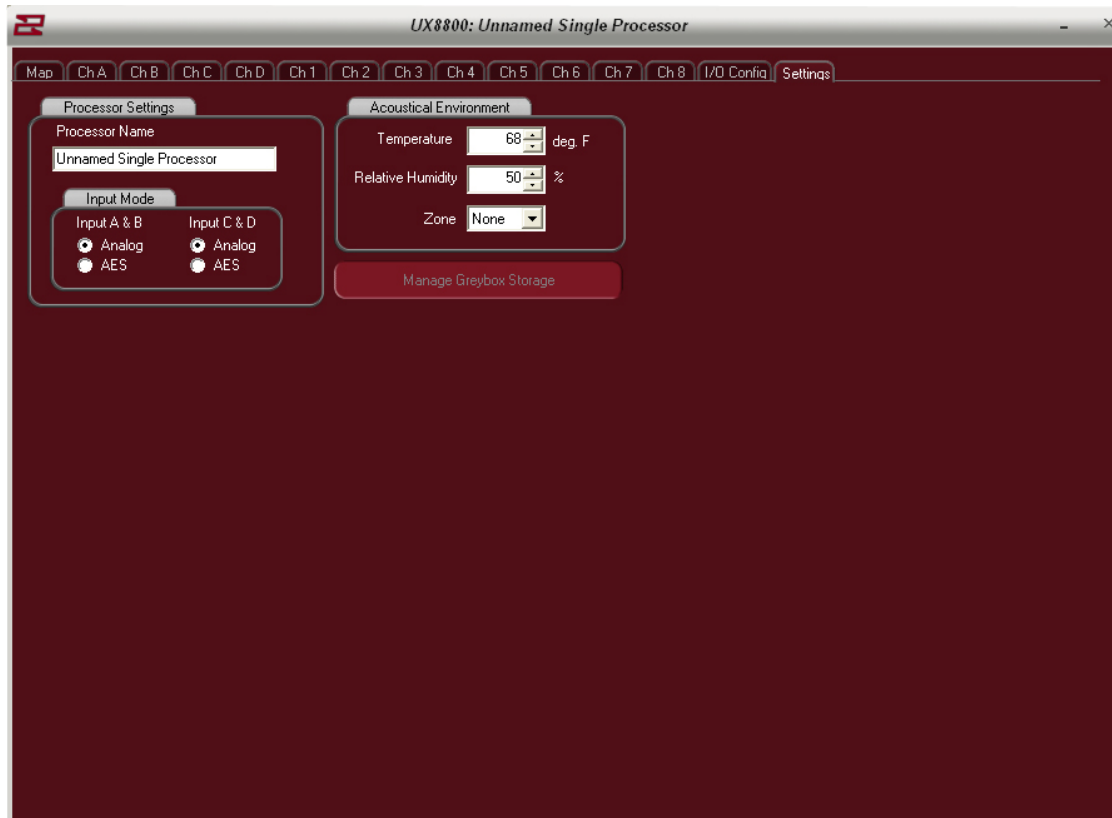 UX8800: Unnamed Single Processor
Map Ch A Ch B Ch C Ch D Ch 1 Ch 2 Ch 3 Ch 4 Ch 5 Ch 6 Ch 7 Ch 8 I/O Config Settings
Processor Settings
Processor Name
Unnamed Single Processor
Input Mode
Input A & B Input C & D
Analog Analog
AES AES
Acoustical Environment
Temperature 68 deg. F
Relative Humidity 50 %
Zone None
Manage Greybox Storage